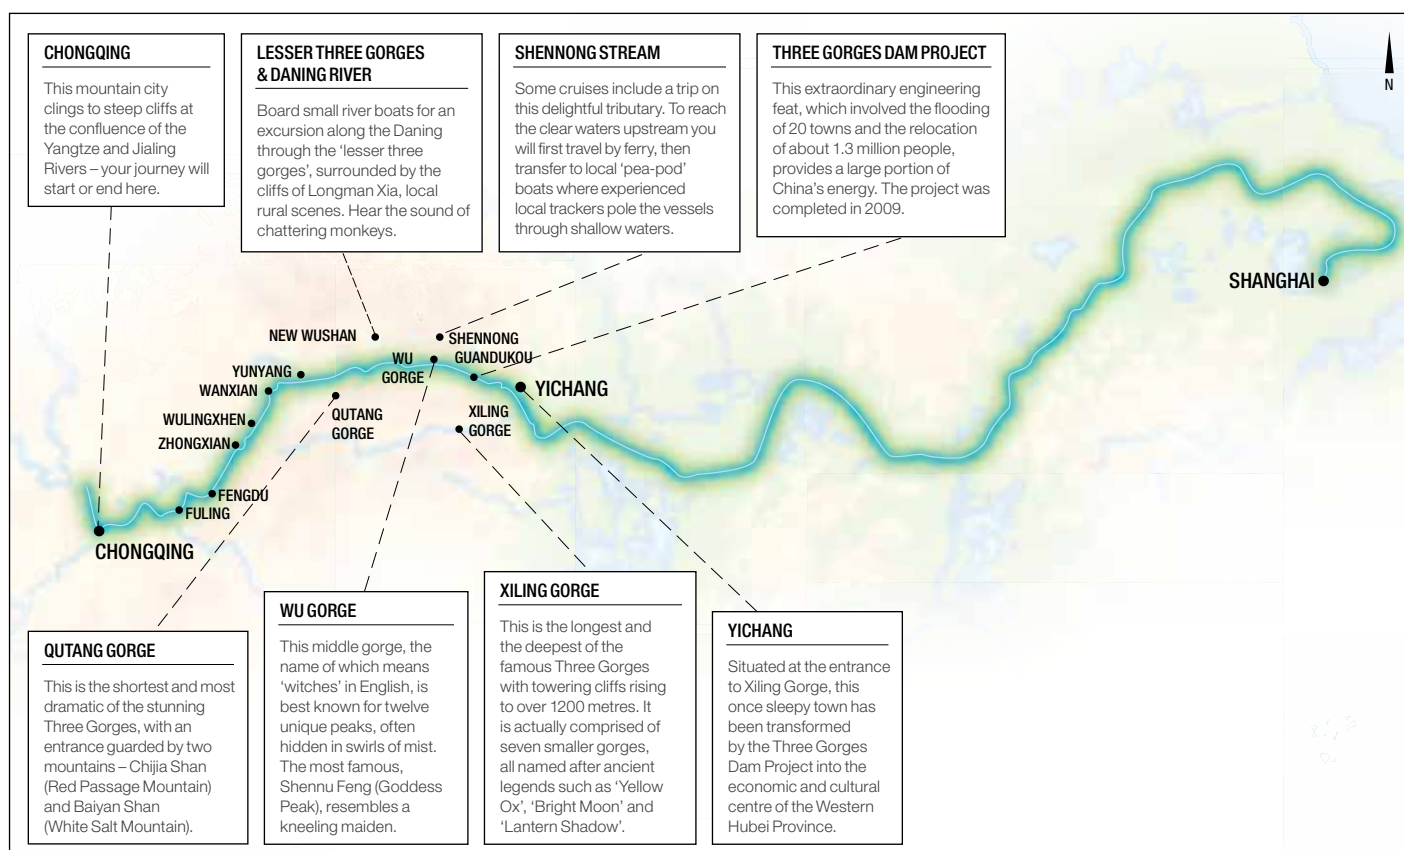 CHONGQING
This mountain city
clings to steep cliffs at
the confluence of the
Yangtze and Jialing
Rivers – your journey will
start or end here.
LESSER THREE GORGES
& DANING RIVER
Board small river boats for an
excursion along the Daning
through the ‘lesser three
gorges’, surrounded by the
cliffs of Longman Xia, local
rural scenes. Hear the sound of
chattering monkeys.
SHENNONG STREAM
Some cruises include a trip on
this delightful tributary. To reach
the clear waters upstream you
will first travel by ferry, then
transfer to local ‘pea-pod’
boats where experienced
local trackers pole the vessels
through shallow waters.
THREE GORGES DAM PROJECT
This extraordinary engineering
feat, which involved the flooding
of 20 towns and the relocation
of about 1.3 million people,
provides a large portion of
China’s energy. The project was
completed in 2009.
N
SHANGHAI
NEW WUSHAN
SHENNONG
GUANDUKOU
WU
GORGE
YUNYANG
WANXIAN
YICHANG
QUTANG
GORGE
XILING
GORGE
WULINGXHEN
ZHONGXIAN
FENGDU
FULING
CHONGQING
QUTANG GORGE
This is the shortest and most
dramatic of the stunning
Three Gorges, with an
entrance guarded by two
mountains – Chijia Shan
(Red Passage Mountain)
and Baiyan Shan
(White Salt Mountain).
WU GORGE
This middle gorge, the
name of which means
‘witches’ in English, is
best known for twelve
unique peaks, often
hidden in swirls of mist.
The most famous,
Shennu Feng (Goddess
Peak), resembles a
kneeling maiden.
XILING GORGE
This is the longest and
the deepest of the
famous Three Gorges
with towering cliffs rising
to over 1200 metres. It
is actually comprised of
seven smaller gorges,
all named after ancient
legends such as ‘Yellow
Ox’, ‘Bright Moon’ and
‘Lantern Shadow’.
YICHANG
Situated at the entrance
to Xiling Gorge, this
once sleepy town has
been transformed
by the Three Gorges
Dam Project into the
economic and cultural
centre of the Western
Hubei Province.